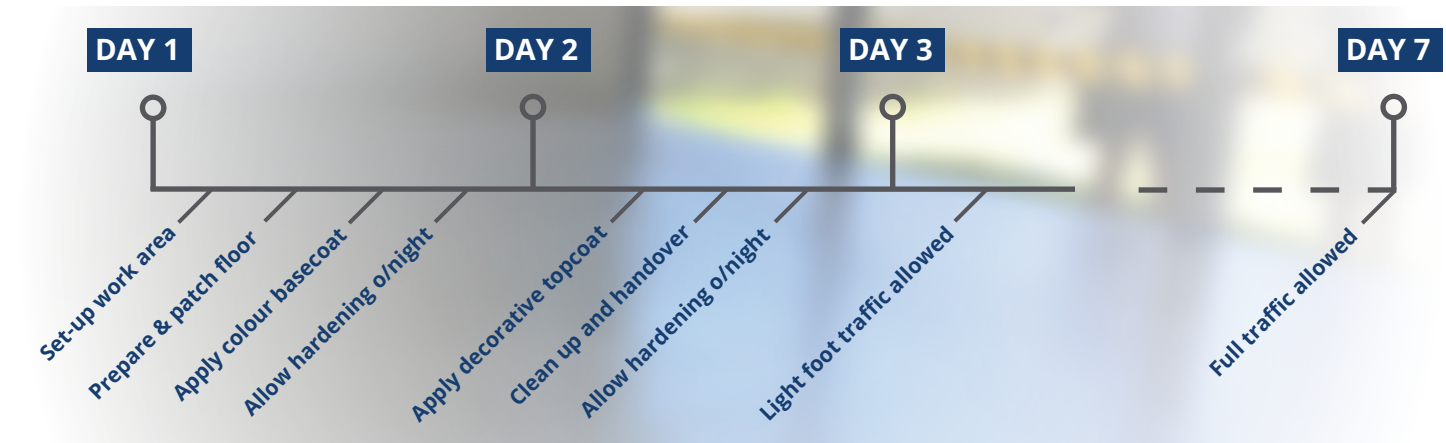 DAY 1
DAY 2
DAY 3
DAY 7
Set-up work area
Prepare & patch floor
Apply colour basecoat
Allow hardening o/night
Apply decorative topcoat
Clean up and handover
Allow hardening o/night
Light foot traffic allowed
Full traffic allowed